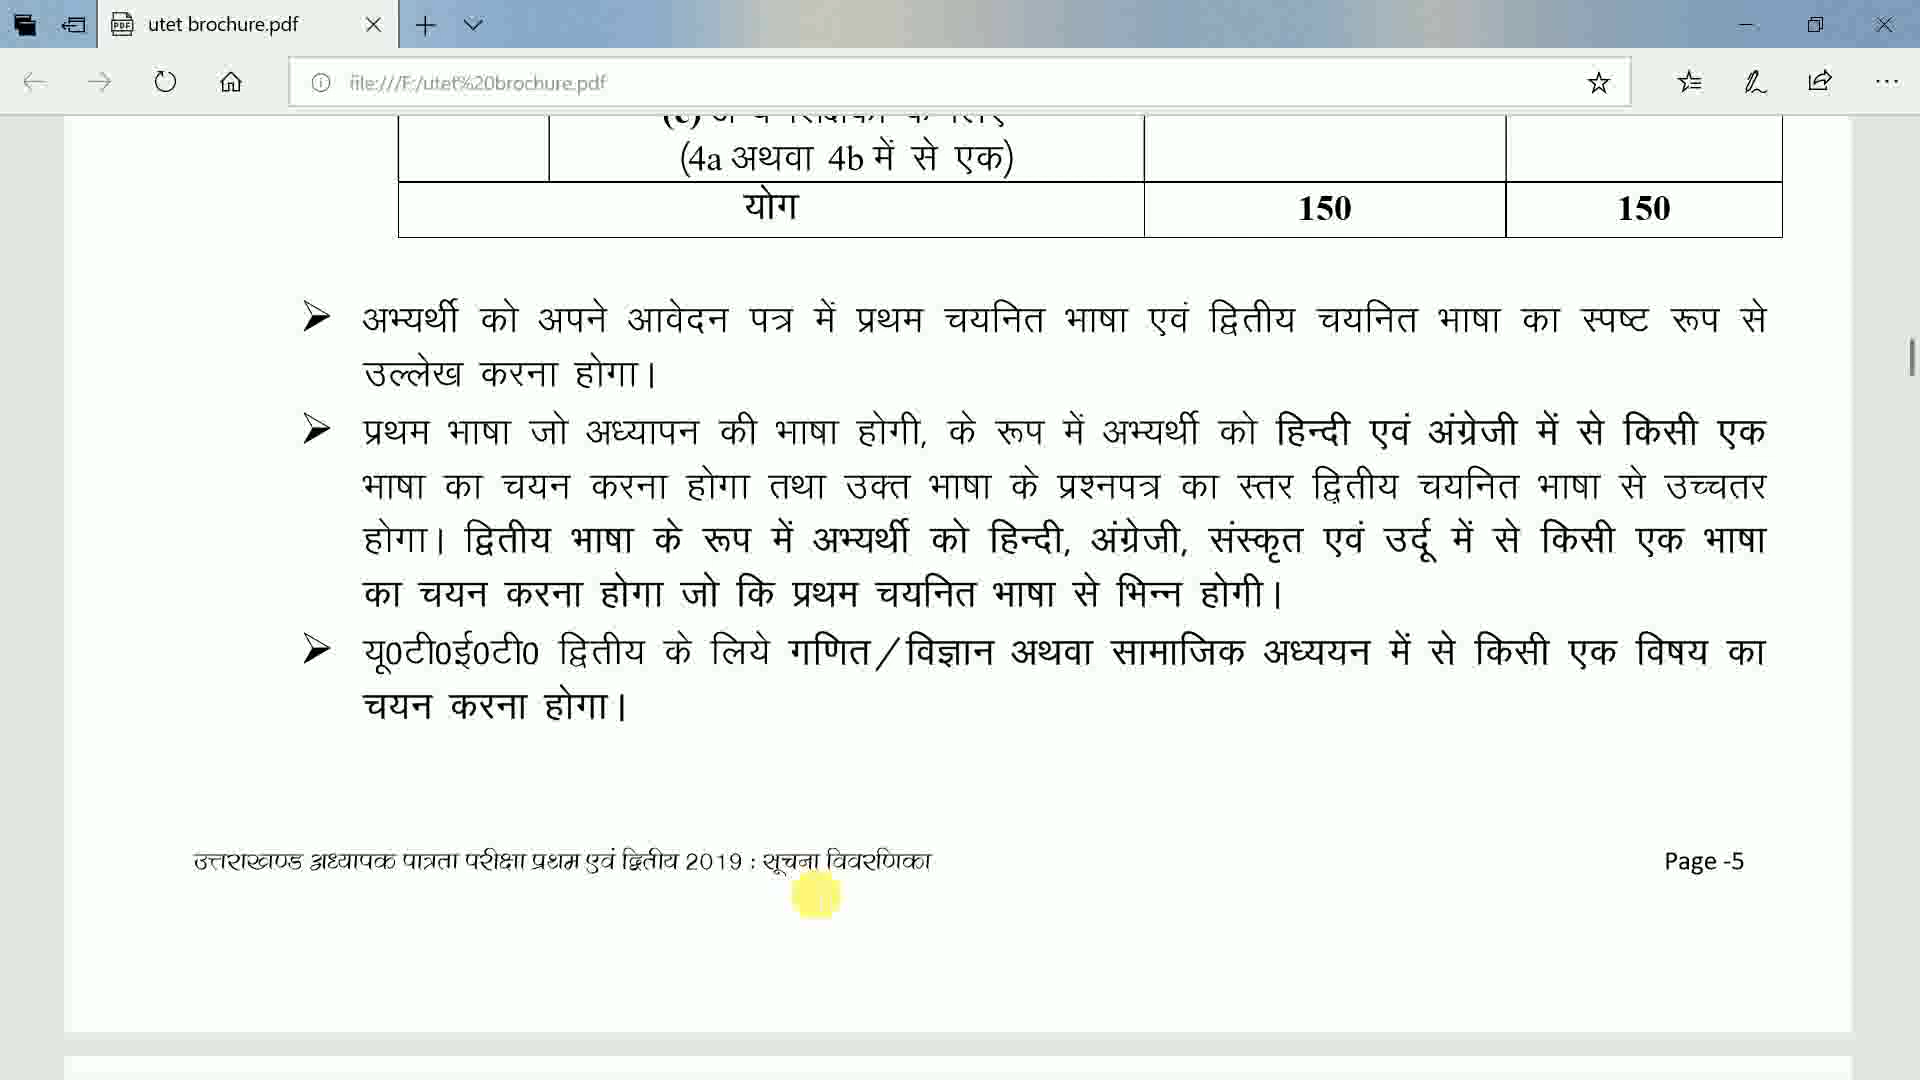 utet brochure.pdf
file:///F:/utet%20brochure.pdf
(4a अथवा 4b में से एक)
योग 150 150
अभ्यर्थी को अपने आवेदन पत्र में प्रथम चयनित भाषा एवं द्वितीय चयनित भाषा का स्पष्ट रूप से
उल्लेख करना होगा।
प्रथम भाषा जो अध्यापन की भाषा होगी, के रूप में अभ्यर्थी को हिन्दी एवं अंग्रेजी में से किसी एक
भाषा का चयन करना होगा तथा उक्त भाषा के प्रश्नपत्र का स्तर द्वितीय चयनित भाषा से उच्चतर
होगा। द्वितीय भाषा के रूप में अभ्यर्थी को हिन्दी, अंग्रेजी, संस्कृत एवं उर्दू में से किसी एक भाषा
का चयन करना होगा जो कि प्रथम चयनित भाषा से भिन्न होगी।
यू0टी0ई0टी0 द्वितीय के लिये गणित/विज्ञान अथवा सामाजिक अध्ययन में से किसी एक विषय का
चयन करना होगा।
उत्तराखण्ड अध्यापक पात्रता परीक्षा प्रथम एवं द्वितीय 2019 : सूचना विवरणिका Page -5